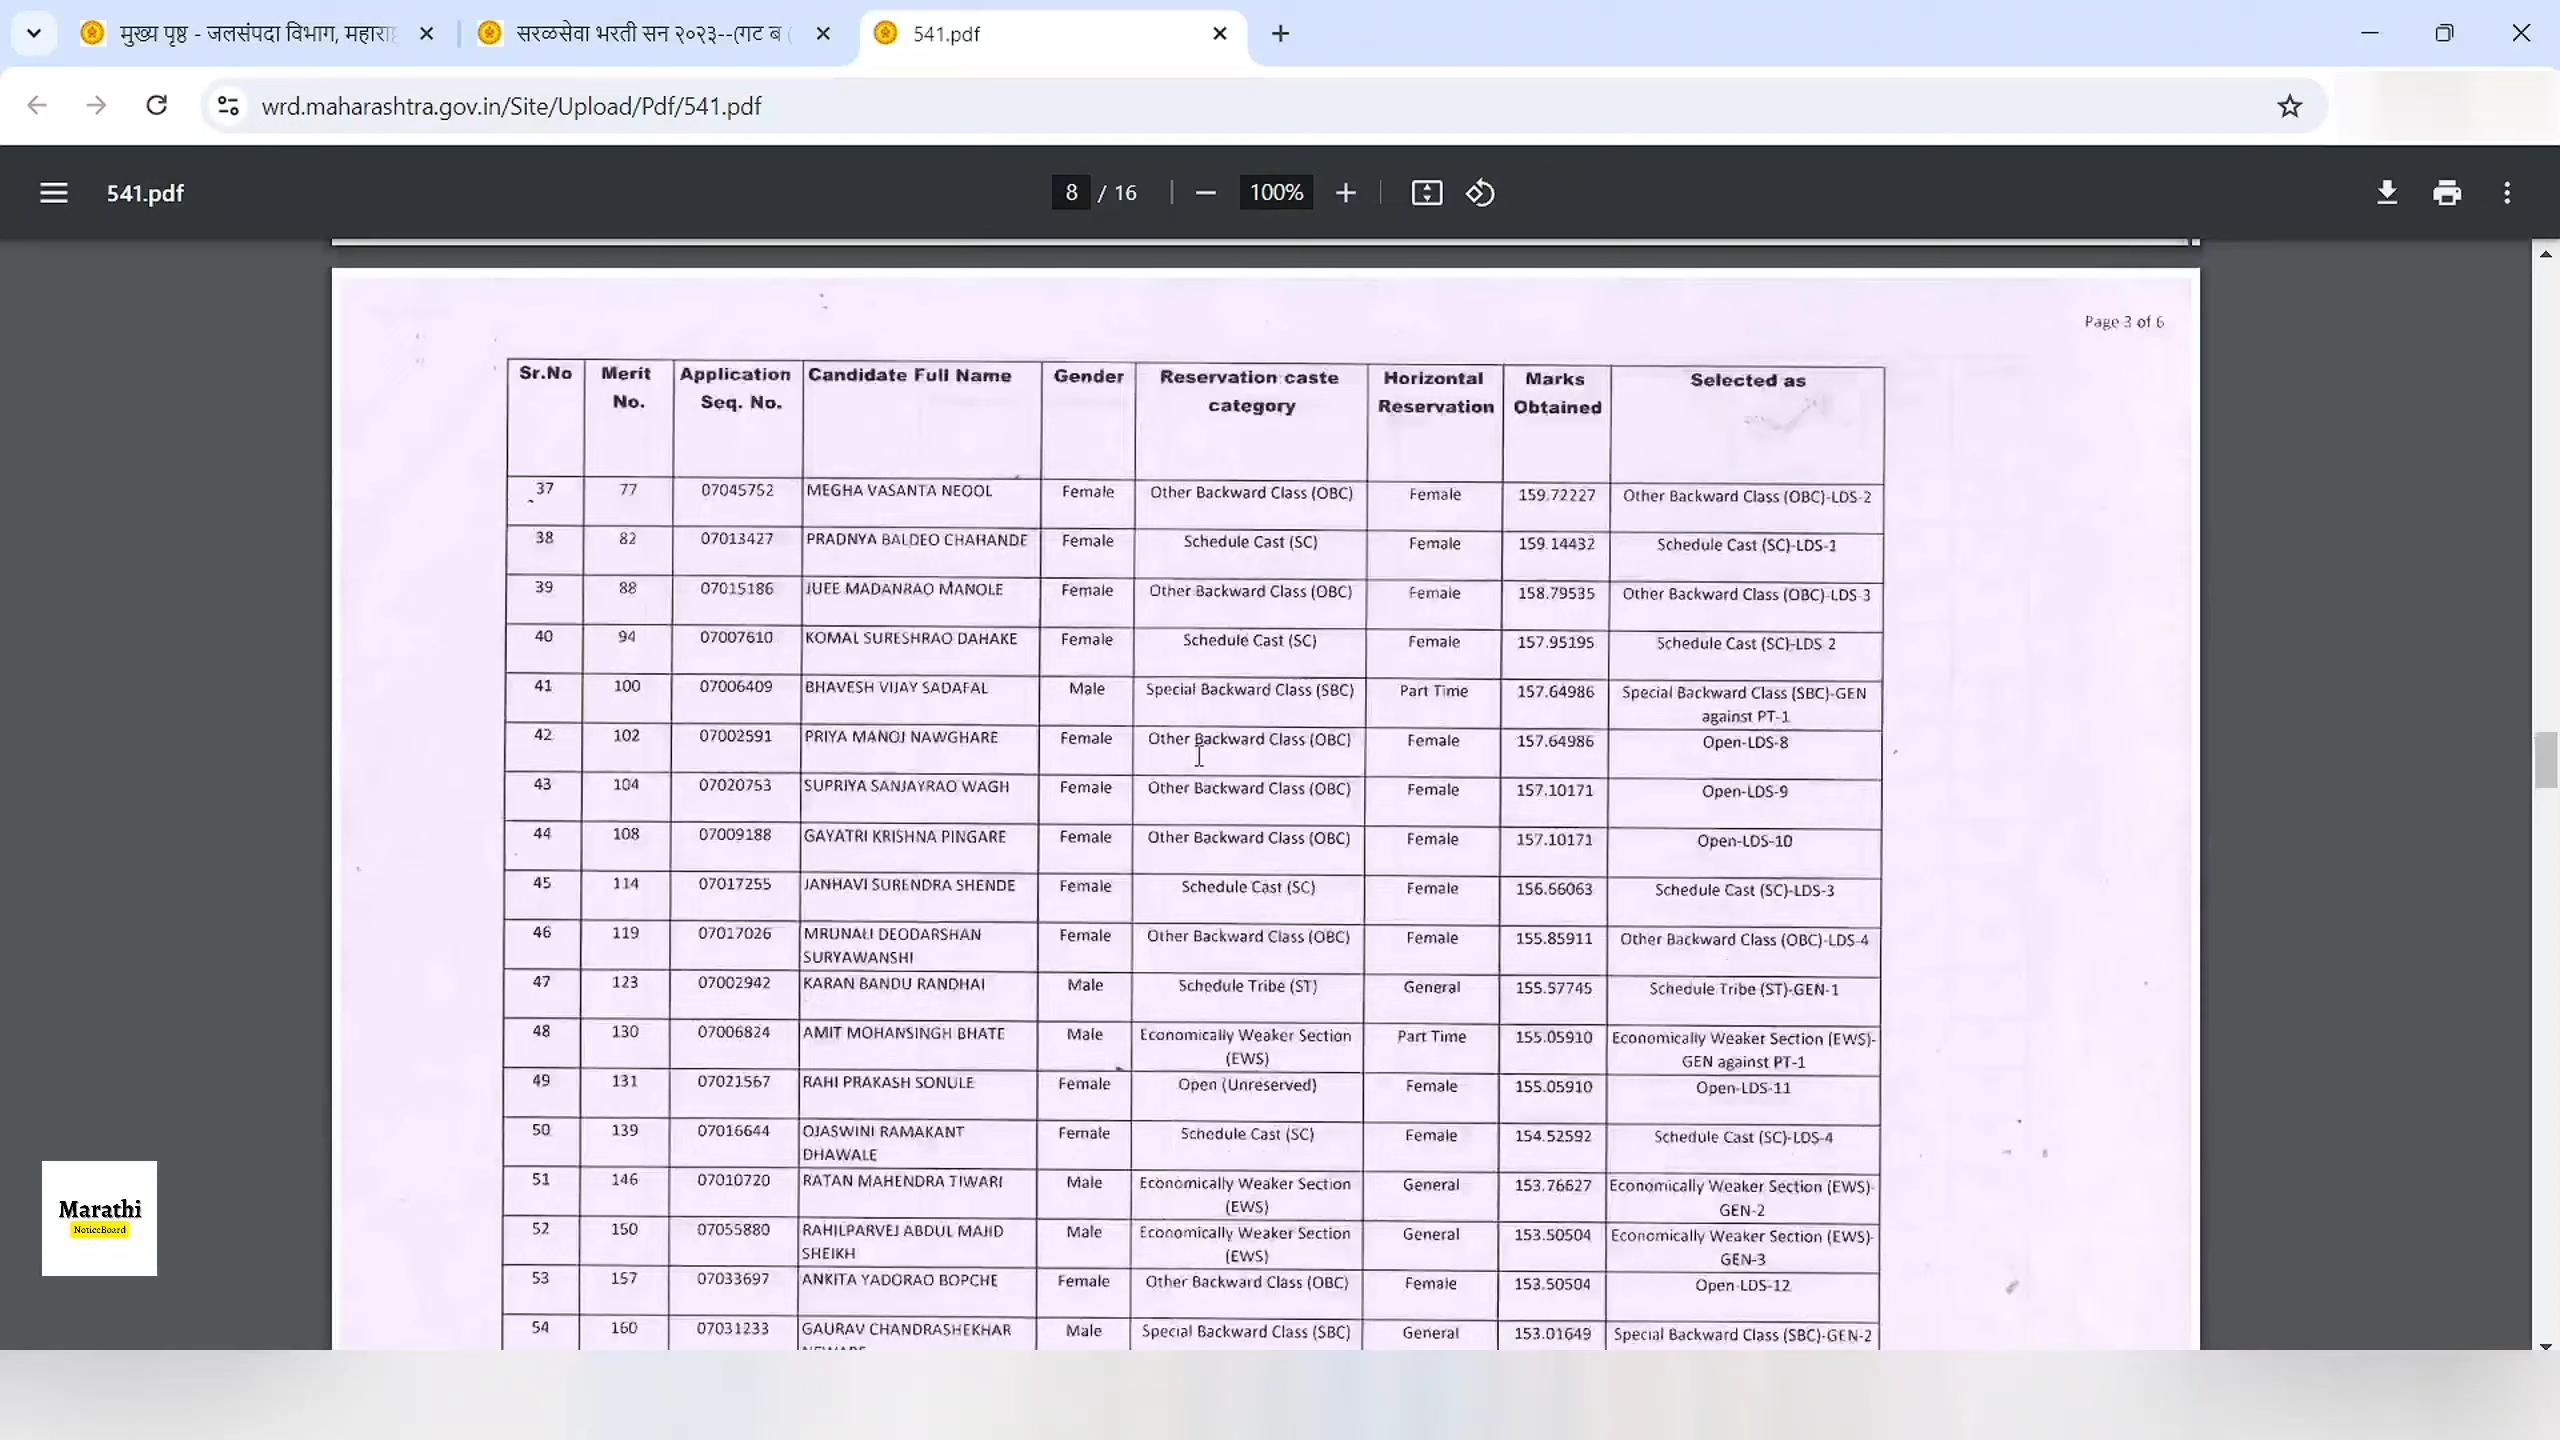 मुख्य पृष्ठ - जलसंपदा विभाग, महाराष्ट्र
सरळसेवा भरती सन २०२३--(गट ब (
541.pdf
wrd.maharashtra.gov.in/Site/Upload/Pdf/541.pdf
541.pdf
8 / 16
100%
Page 3 of 6
Sr.No Merit No. Application Seq. No. Candidate Full Name Gender Reservation caste category Horizontal Reservation Marks Obtained Selected as
37 77 07045752 MEGHA VASANTA NEOOL Female Other Backward Class (OBC) Female 159.72227 Other Backward Class (OBC)-LDS-2
38 82 07013427 PRADNYA BALDEO CHAHANDE Female Schedule Cast (SC) Female 159.14432 Schedule Cast (SC)-LDS-1
39 88 07015186 JUEE MADANRAO MANOLE Female Other Backward Class (OBC) Female 158.79535 Other Backward Class (OBC)-LDS-3
40 94 07007610 KOMAL SURESHRAO DAHAKE Female Schedule Cast (SC) Female 157.95195 Schedule Cast (SC)-LDS 2
41 100 07006409 BHAVESH VIJAY SADAFAL Male Special Backward Class (SBC) Part Time 157.64986 Special Backward Class (SBC)-GEN
against PT-1
42 102 07002591 PRIYA MANOJ NAWGHARE Female Other Backward Class (OBC) Female 157.64986 Open-LDS-8
43 104 07020753 SUPRIYA SANJAYRAO WAGH Female Other Backward Class (OBC) Female 157.10171 Open-LDS-9
44 108 07009188 GAYATRI KRISHNA PINGARE Female Other Backward Class (OBC) Female 157.10171 Open-LDS-10
45 114 07017255 JANHAVI SURENDRA SHENDE Female Schedule Cast (SC) Female 156.66063 Schedule Cast (SC)-LDS-3
46 119 07017026 MRUNALI DEODARSHAN Female Other Backward Class (OBC) Female 155.85911 Other Backward Class (OBC)-LDS-4
SURYAWANSHI
47 123 07002942 KARAN BANDU RANDHAI Male Schedule Tribe (ST) General 155.57745 Schedule Tribe (ST)-GEN-1
48 130 07006824 AMIT MOHANSINGH BHATE Male Economically Weaker Section Part Time 155.05910 Economically Weaker Section (EWS)-
(EWS) GEN against PT-1
49 131 07021567 RAHI PRAKASH SONULE Female Open (Unreserved) Female 155.05910 Open-LDS-11
50 139 07016644 OJASWINI RAMAKANT Female Schedule Cast (SC) Female 154.52592 Schedule Cast (SC)-LDS-4
DHAWALE
51 146 07010720 RATAN MAHENDRA TIWARI Male Economically Weaker Section General 153.76627 Economically Weaker Section (EWS)-
(EWS) GEN-2
52 150 07055880 RAHILPARVEJ ABDUL MAJID Male Economically Weaker Section General 153.50504 Economically Weaker Section (EWS)-
SHEIKH (EWS) GEN-3
53 157 07033697 ANKITA YADORAO BOPCHE Female Other Backward Class (OBC) Female 153.50504 Open-LDS-12
54 160 07031233 GAURAV CHANDRASHEKHAR Male Special Backward Class (SBC) General 153.01649 Special Backward Class (SBC)-GEN-2
Marathi
NoticeBoard